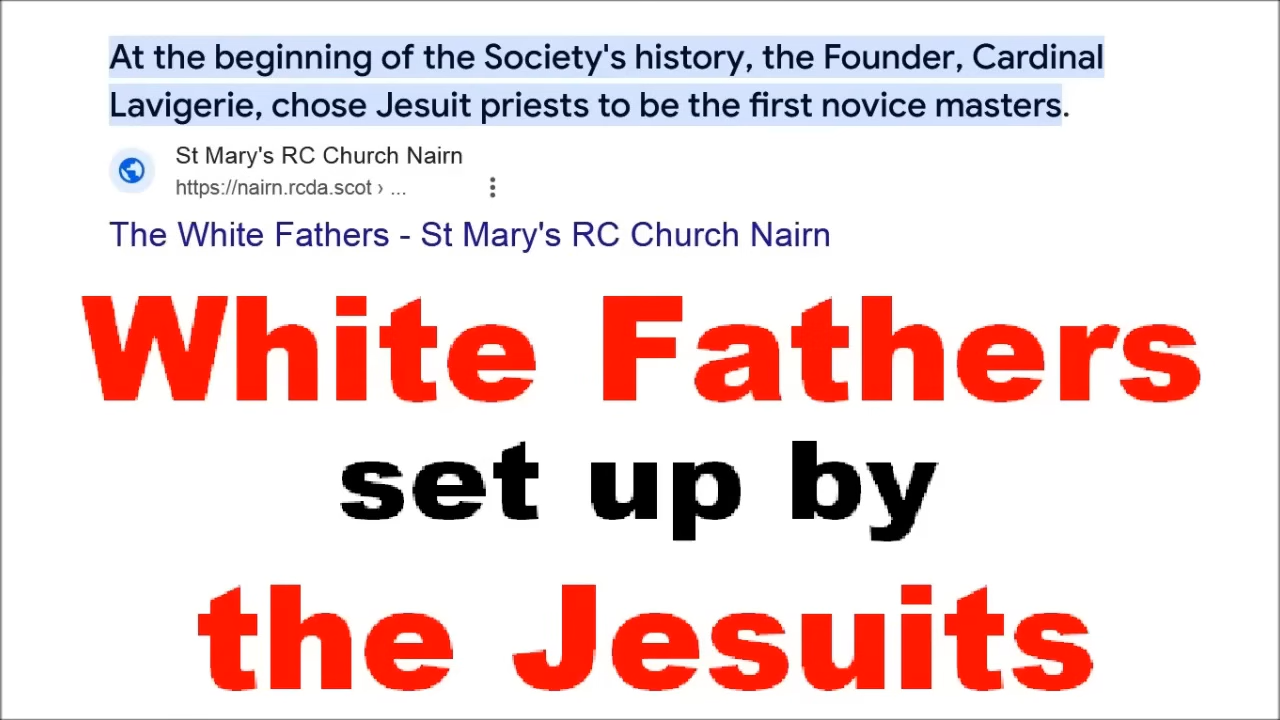 At the beginning of the Society's history, the Founder, Cardinal
Lavigerie, chose Jesuit priests to be the first novice masters.
St Mary's RC Church Nairn
https://nairn.rcda.scot › ...
The White Fathers - St Mary's RC Church Nairn
White Fathers
set up by
the Jesuits